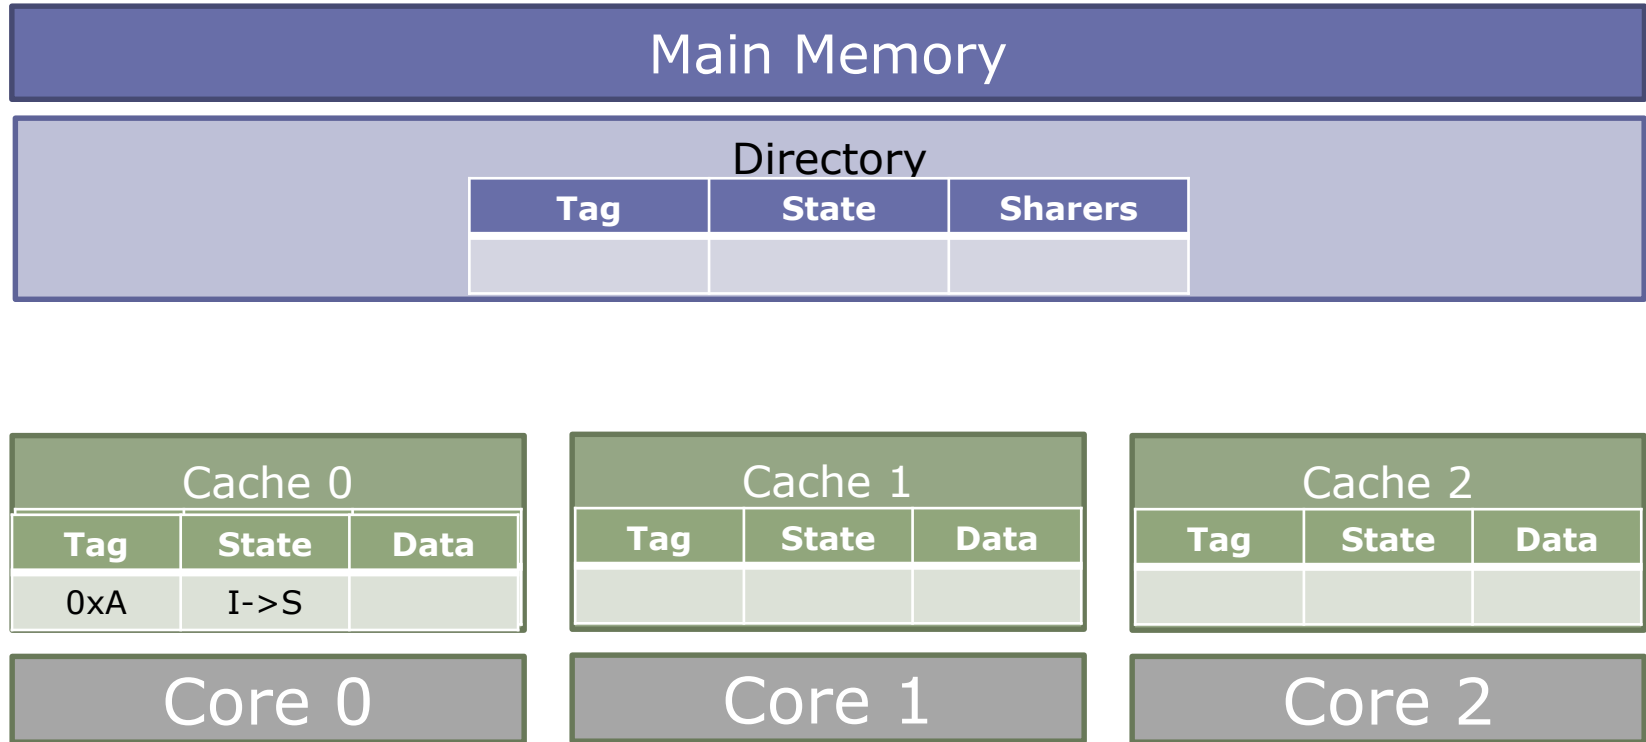 Main Memory
Directory
Tag State Sharers
Cache 0 Cache 1 Cache 2
Tag State Data Tag State Data Tag State Data
0xA I->S
Core 0 Core 1 Core 2